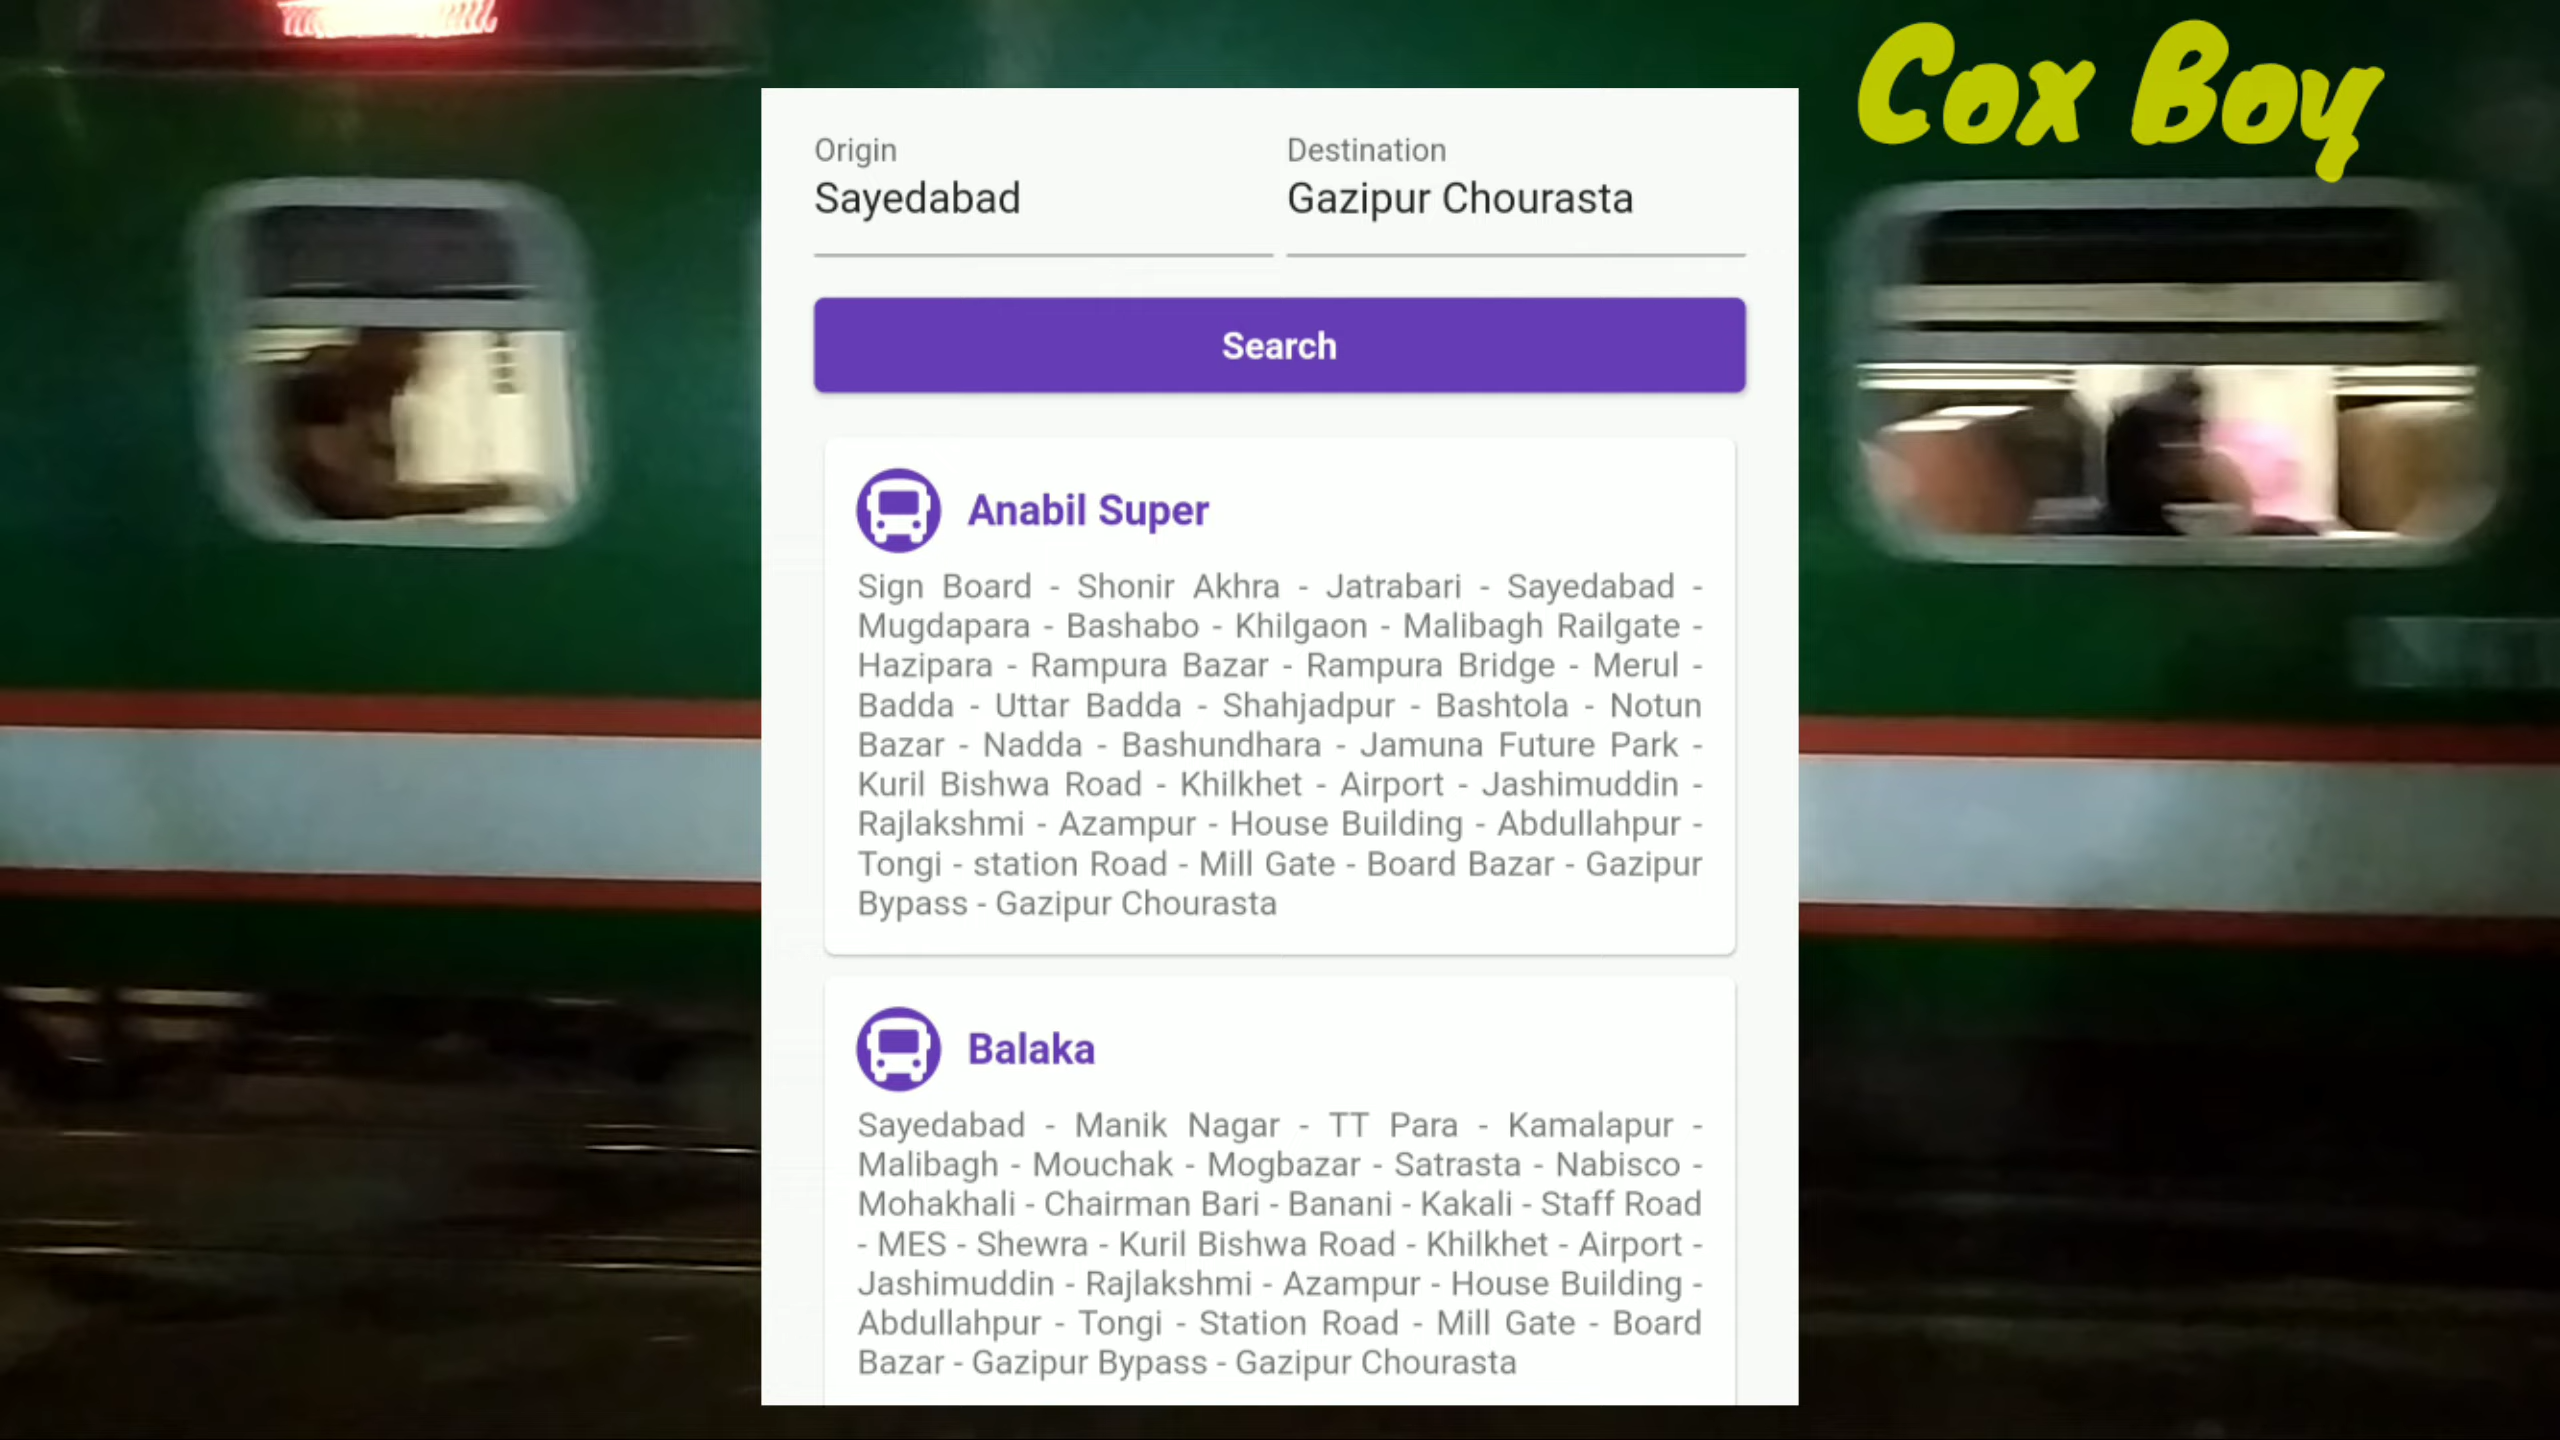 Cox Boy
Origin
Sayedabad
Destination
Gazipur Chourasta
Search
Anabil Super
Sign Board - Shonir Akhra - Jatrabari - Sayedabad -
Mugdapara - Bashabo - Khilgaon - Malibagh Railgate -
Hazipara - Rampura Bazar - Rampura Bridge - Merul -
Badda - Uttar Badda - Shahjadpur - Bashtola - Notun
Bazar - Nadda - Bashundhara - Jamuna Future Park -
Kuril Bishwa Road - Khilkhet - Airport - Jashimuddin -
Rajlakshmi - Azampur - House Building - Abdullahpur -
Tongi - station Road - Mill Gate - Board Bazar - Gazipur
Bypass - Gazipur Chourasta
Balaka
Sayedabad - Manik Nagar - TT Para - Kamalapur -
Malibagh - Mouchak - Mogbazar - Satrasta - Nabisco -
Mohakhali - Chairman Bari - Banani - Kakali - Staff Road
- MES - Shewra - Kuril Bishwa Road - Khilkhet - Airport -
Jashimuddin - Rajlakshmi - Azampur - House Building -
Abdullahpur - Tongi - Station Road - Mill Gate - Board
Bazar - Gazipur Bypass - Gazipur Chourasta